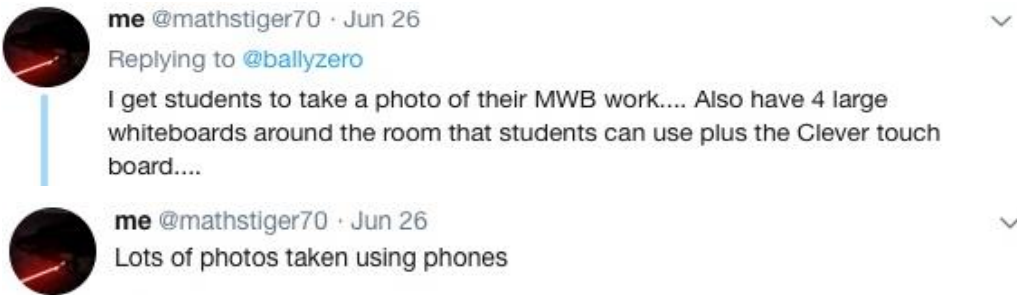 me @mathstiger70 · Jun 26
Replying to @ballyzero
I get students to take a photo of their MWB work.... Also have 4 large
whiteboards around the room that students can use plus the Clever touch
board....
me @mathstiger70 · Jun 26
Lots of photos taken using phones